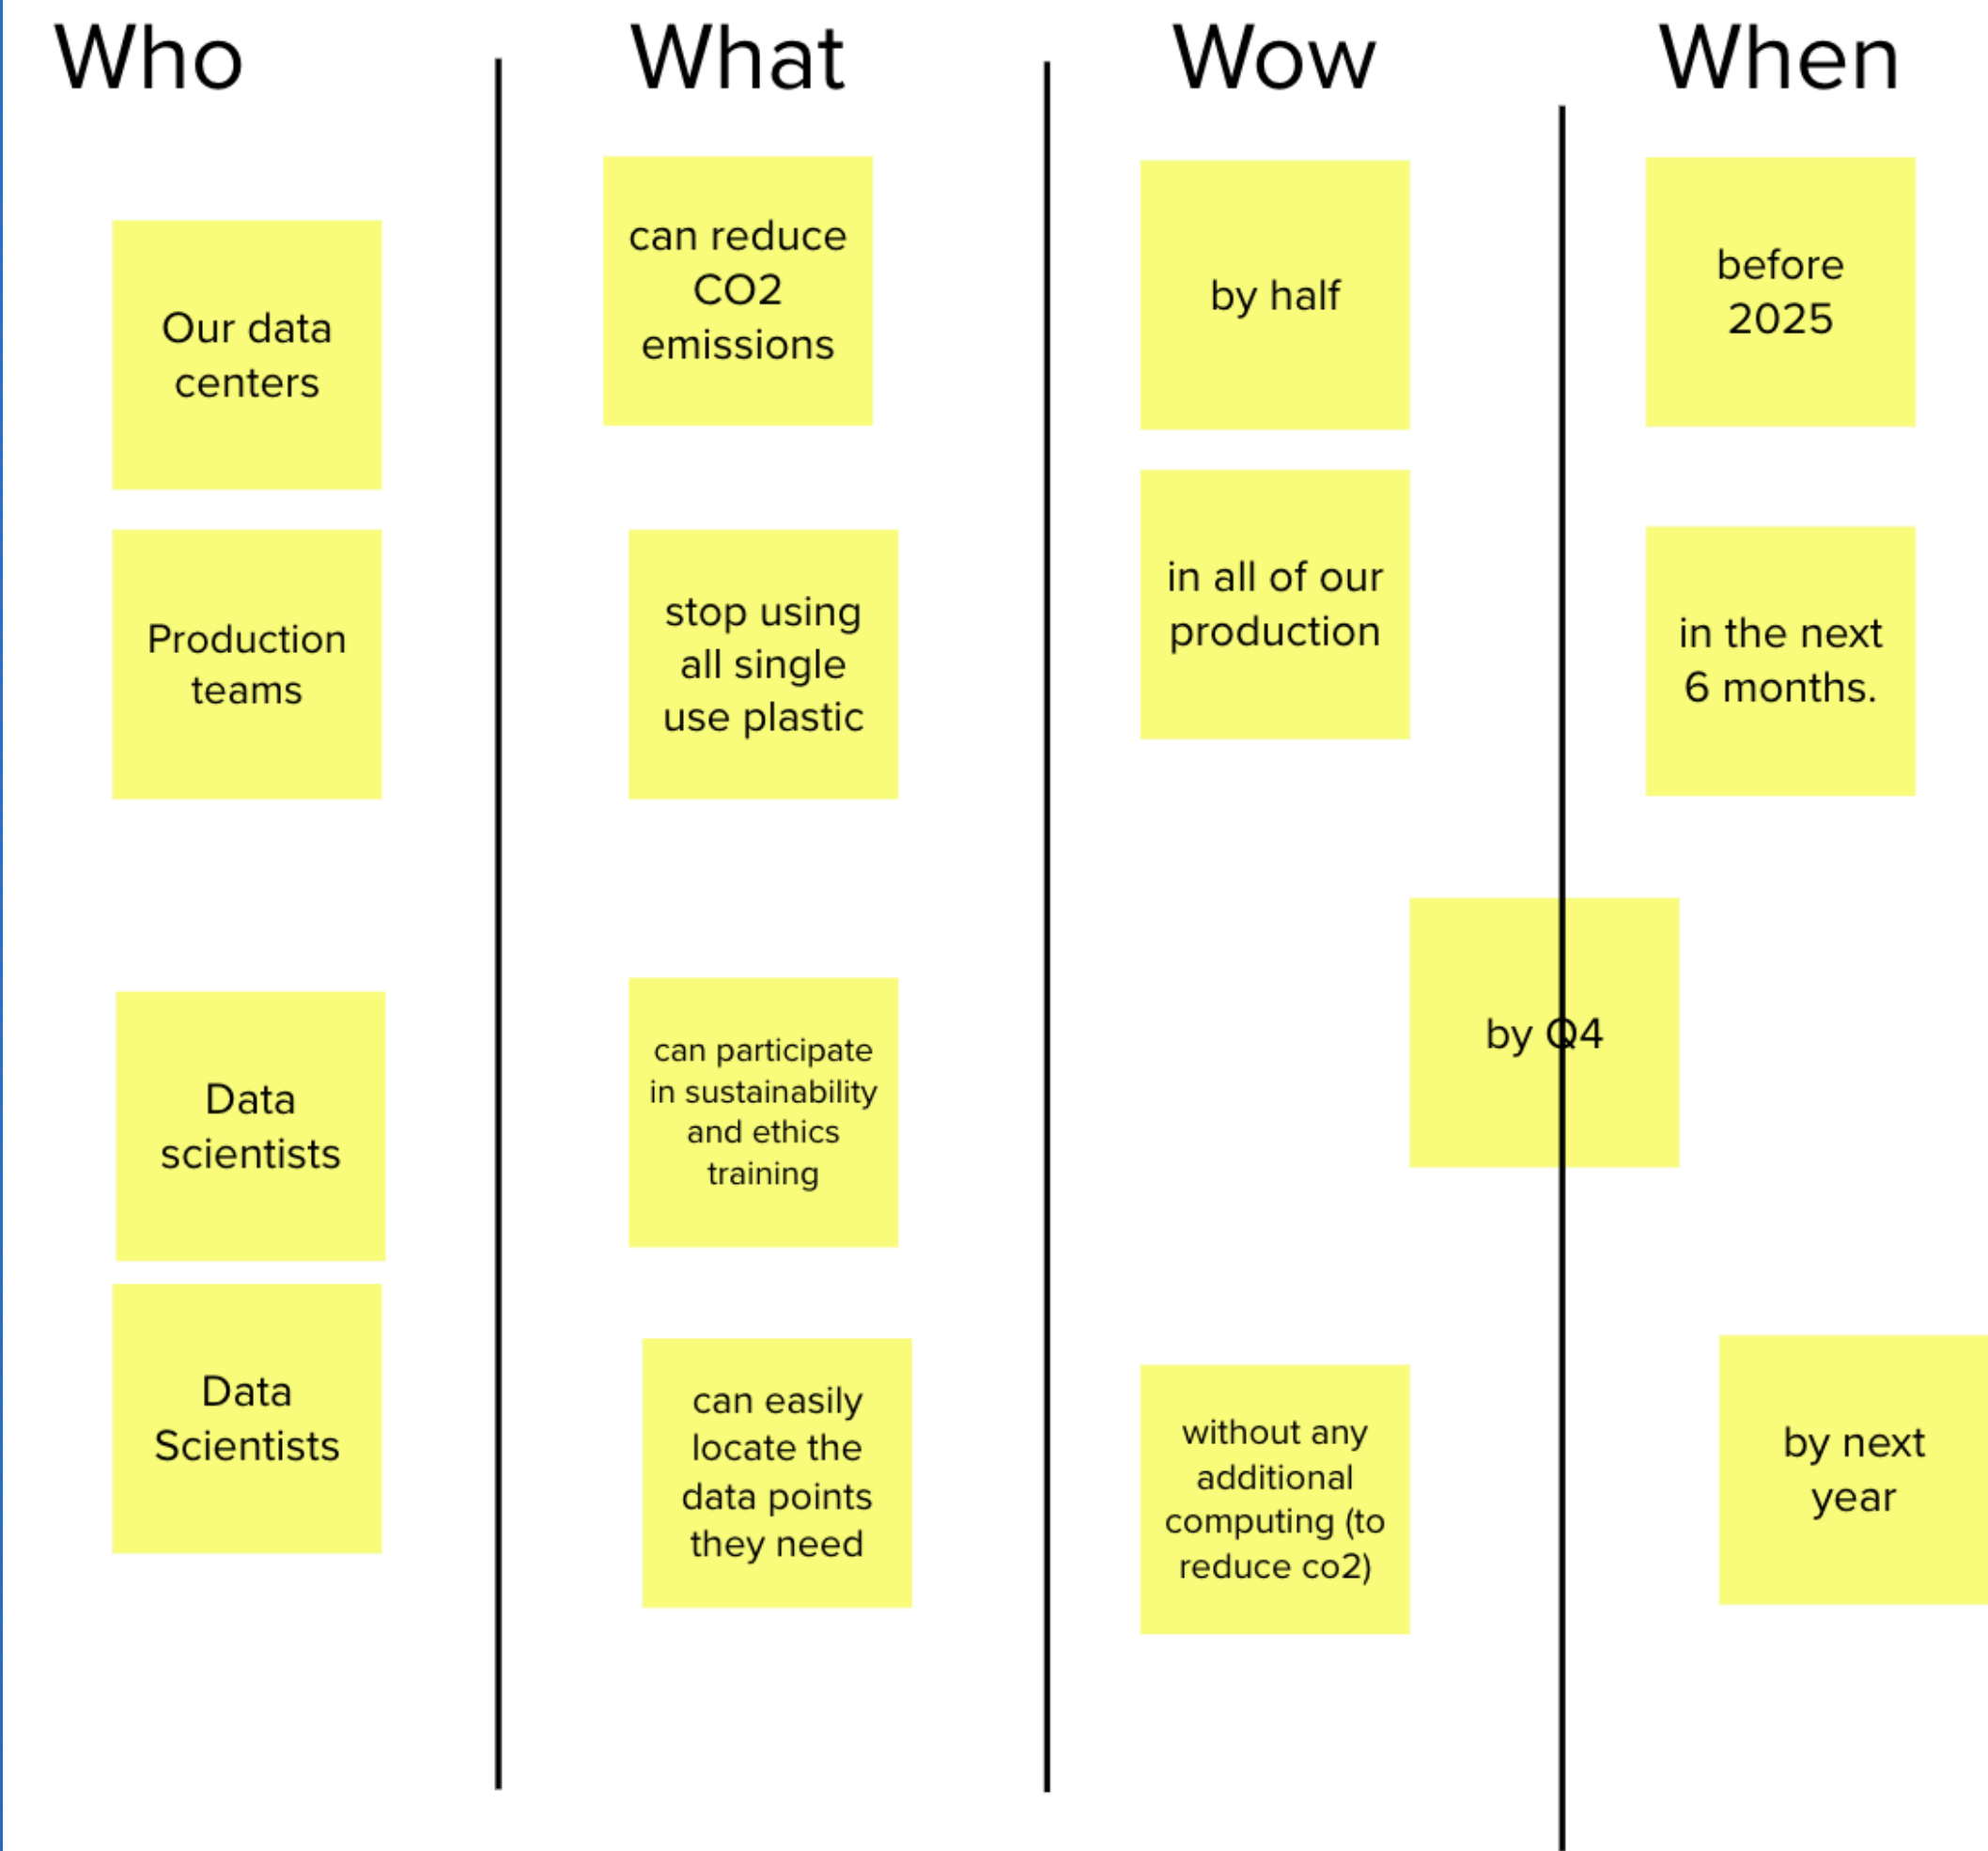 Who
What
Wow
When
Our data
centers
can reduce
CO2
emissions
by half
before
2025
Production
teams
stop using
all single
use plastic
in all of our
production
in the next
6 months.
Data
scientists
can participate
in sustainability
and ethics
training
by Q4
Data
Scientists
can easily
locate the
data points
they need
without any
additional
computing (to
reduce co2)
by next
year